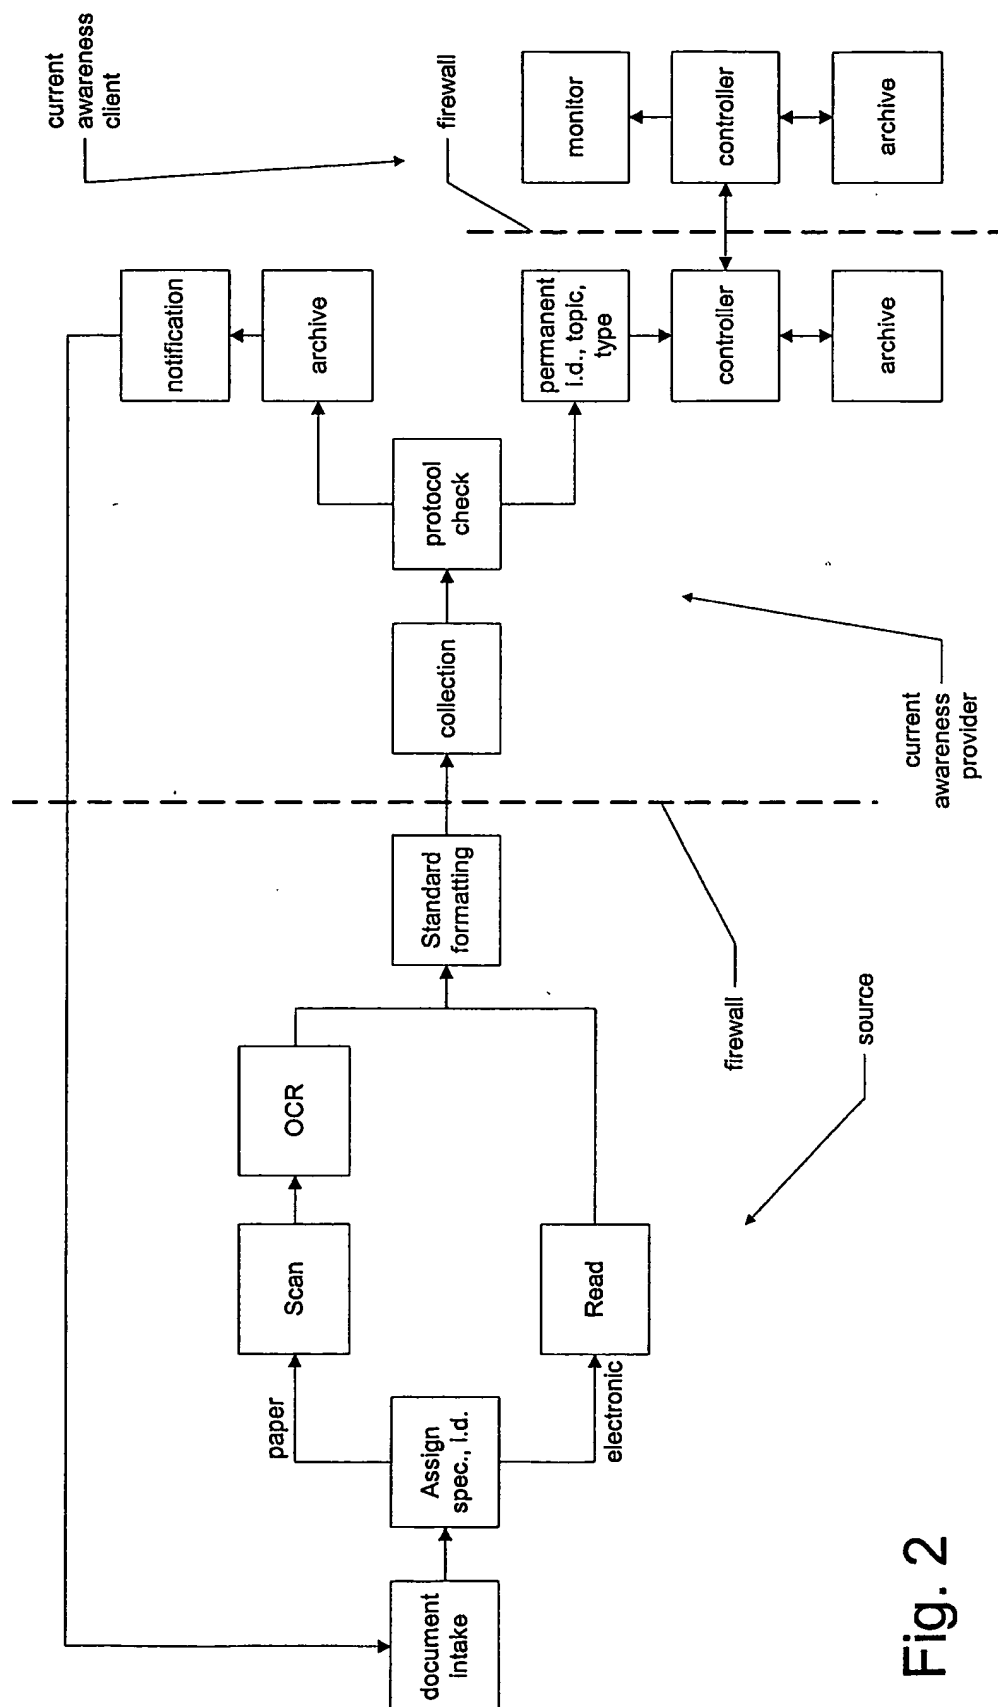 document
intake
Assign
spec., i.d.
paper
electronic
Scan
OCR
Read
Standard
formatting
firewall
source
collection
protocol
check
current
awareness
provider
notification
archive
permanent
i.d., topic,
type
controller
archive
current
awareness
client
firewall
monitor
controller
archive
Fig. 2